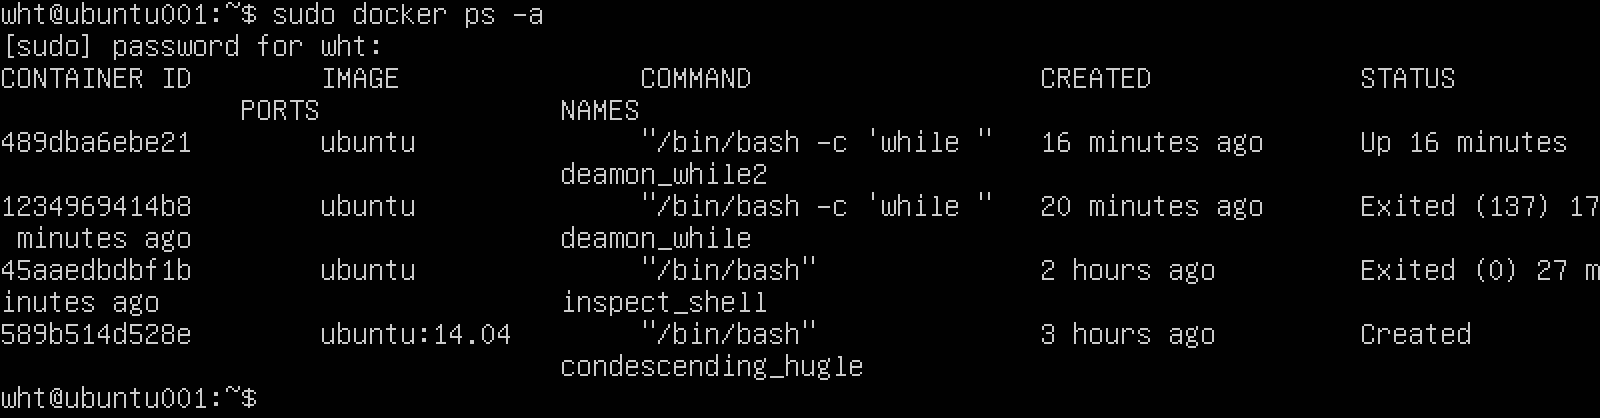 wht@ubuntu001:~$ sudo docker ps -a
[sudo] password for wht:
CONTAINER ID        IMAGE               COMMAND                  CREATED             STATUS
               PORTS               NAMES
489dba6ebe21        ubuntu              "/bin/bash -c 'while "   16 minutes ago      Up 16 minutes
                                   deamon_while2
1234969414b8        ubuntu              "/bin/bash -c 'while "   20 minutes ago      Exited (137) 17
 minutes ago                       deamon_while
45aaedbdbf1b        ubuntu              "/bin/bash"              2 hours ago         Exited (0) 27 m
inutes ago                         inspect_shell
589b514d528e        ubuntu:14.04        "/bin/bash"              3 hours ago         Created
                                   condescending_hugle
wht@ubuntu001:~$